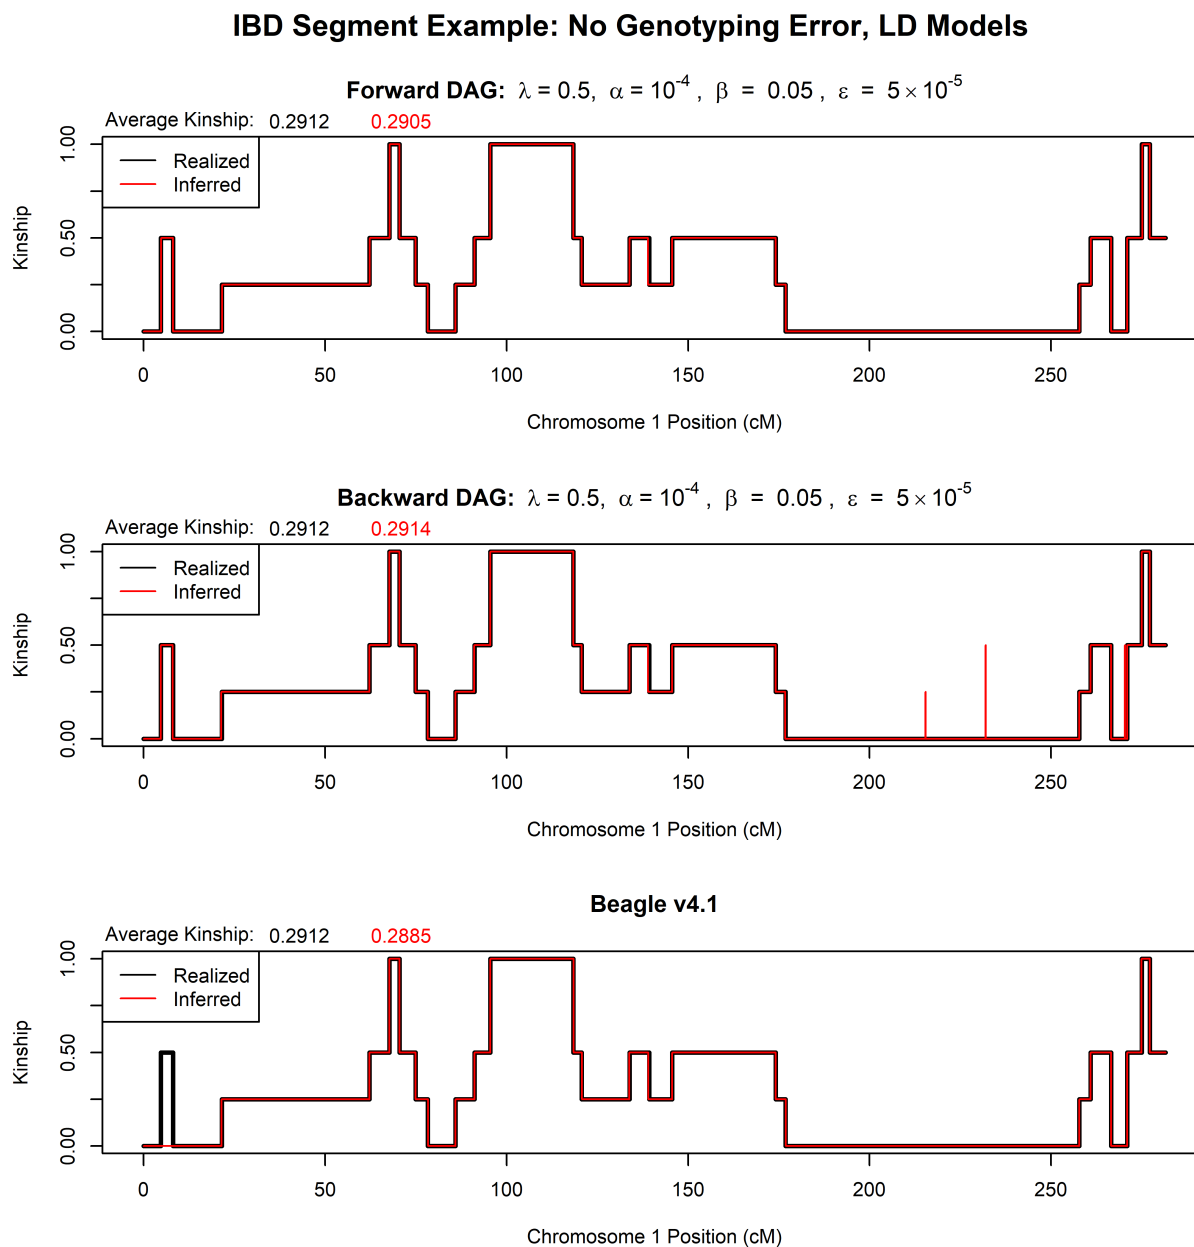 IBD Segment Example: No Genotyping Error, LD Models
Forward DAG: λ = 0.5, α = 10⁻⁴ , β = 0.05 , ε = 5 × 10⁻⁵
Average Kinship: 0.2912 0.2905
Realized
Inferred
Kinship
1.00
0.50
0.00
0 50 100 150 200 250
Chromosome 1 Position (cM)
Backward DAG: λ = 0.5, α = 10⁻⁴ , β = 0.05 , ε = 5 × 10⁻⁵
Average Kinship: 0.2912 0.2914
Realized
Inferred
Kinship
1.00
0.50
0.00
0 50 100 150 200 250
Chromosome 1 Position (cM)
Beagle v4.1
Average Kinship: 0.2912 0.2885
Realized
Inferred
Kinship
1.00
0.50
0.00
0 50 100 150 200 250
Chromosome 1 Position (cM)